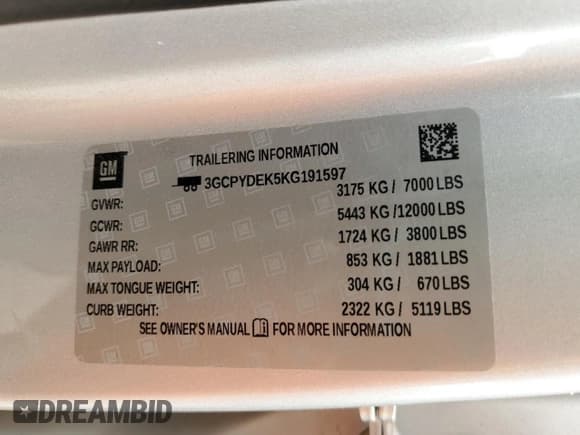 GM
TRAILERING INFORMATION
3GCPYDEK5KG191597
GVWR: 3175 KG / 7000 LBS
GCWR: 5443 KG /12000 LBS
GAWR RR: 1724 KG / 3800 LBS
MAX PAYLOAD: 853 KG / 1881 LBS
MAX TONGUE WEIGHT: 304 KG / 670 LBS
CURB WEIGHT: 2322 KG / 5119 LBS
SEE OWNER'S MANUAL FOR MORE INFORMATION
DREAMBID